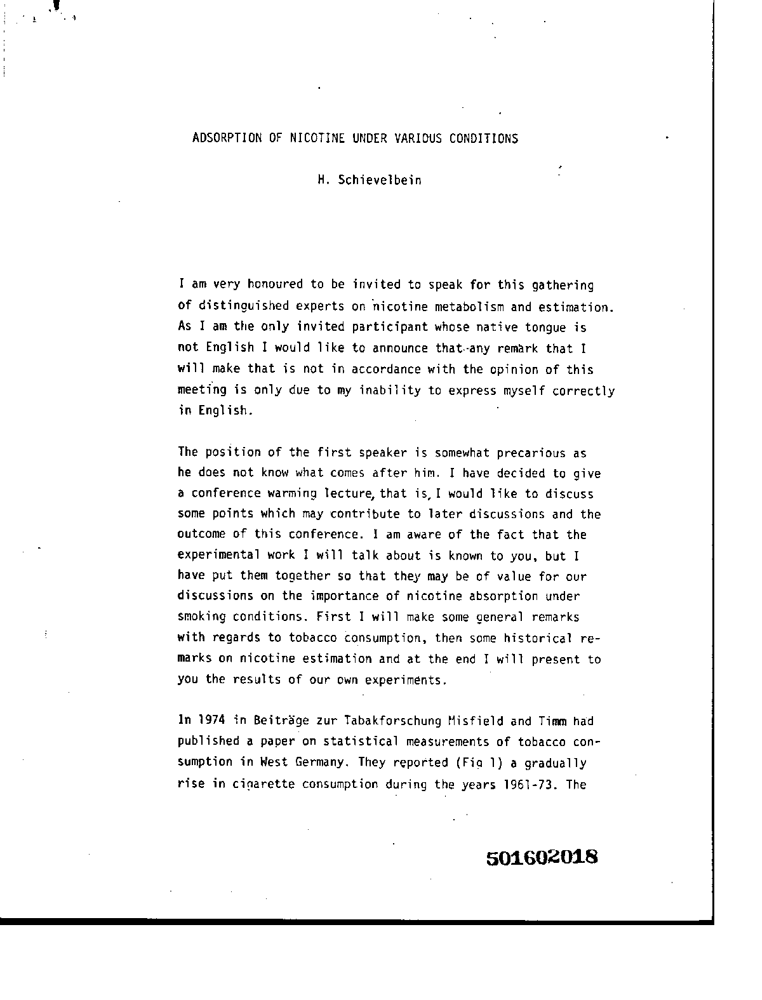 ADSORPTION OF NICOTINE UNDER VARIOUS CONDITIONS
H. Schievelbein
I am very honoured to be invited to speak for this gathering
of distinguished experts on nicotine metabolism and estimation.
As I am the only invited participant whose native tongue is
not English I would like to announce that any remark that I
will make that is not in accordance with the opinion of this
meeting is only due to my inability to express myself correctly
in English.
The position of the first speaker is somewhat precarious as
he does not know what comes after him. I have decided to give
a conference warming lecture, that is, I would like to discuss
some points which may contribute to later discussions and the
outcome of this conference. I am aware of the fact that the
experimental work I will talk about is known to you, but I
have put them together so that they may be of value for our
discussions on the importance of nicotine absorption under
smoking conditions. First I will make some general remarks
with regards to tobacco consumption, then some historical re-
marks on nicotine estimation and at the end I will present to
you the results of our own experiments.
In 1974 in Beiträge zur Tabakforschung Misfield and Timm had
published a paper on statistical measurements of tobacco con-
sumption in West Germany. They reported (Fig 1) a gradually
rise in cigarette consumption during the years 1961-73. The
501602018